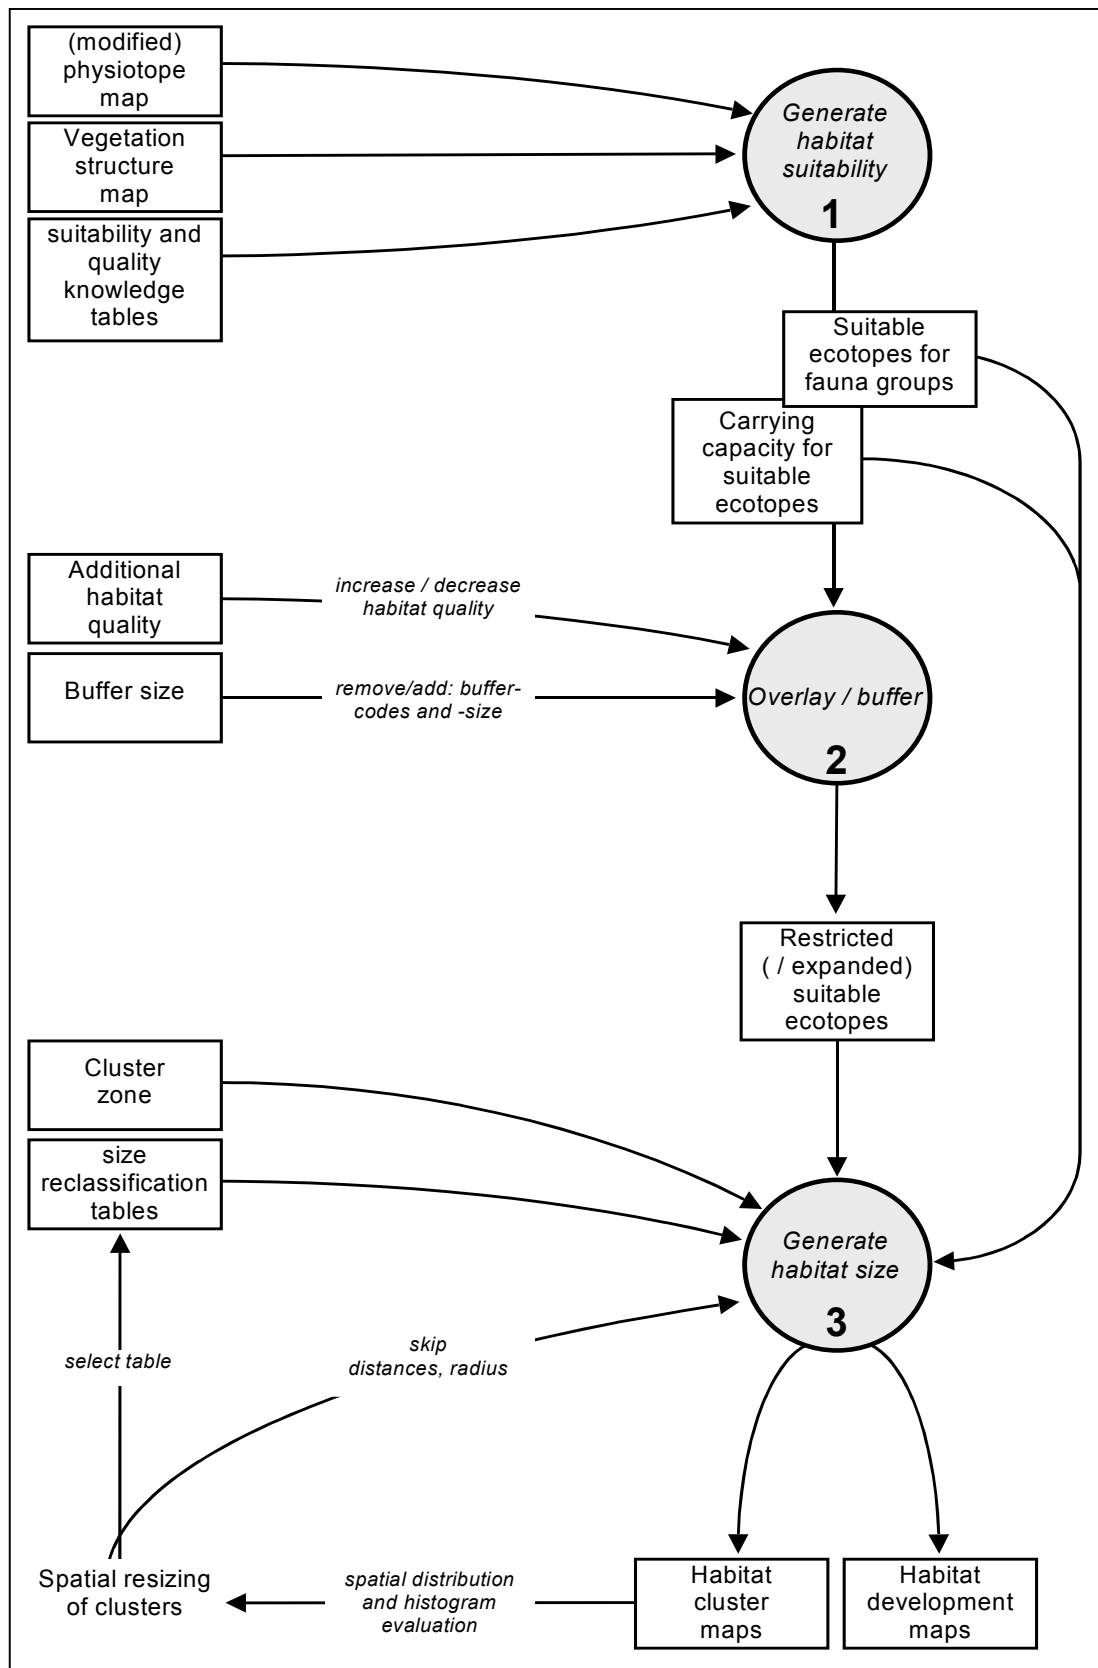 (modified)
physiotope
map
Vegetation
structure
map
suitability and
quality
knowledge
tables
Generate
habitat
suitability
1
Suitable
ecotopes for
fauna groups
Carrying
capacity for
suitable
ecotopes
Additional
habitat
quality
increase / decrease
habitat quality
Buffer size
remove/add: buffer-
codes and -size
Overlay / buffer
2
Restricted
( / expanded)
suitable
ecotopes
Cluster
zone
size
reclassification
tables
Generate
habitat size
3
select table
skip
distances, radius
Spatial resizing
of clusters
spatial distribution
and histogram
evaluation
Habitat
cluster
maps
Habitat
development
maps